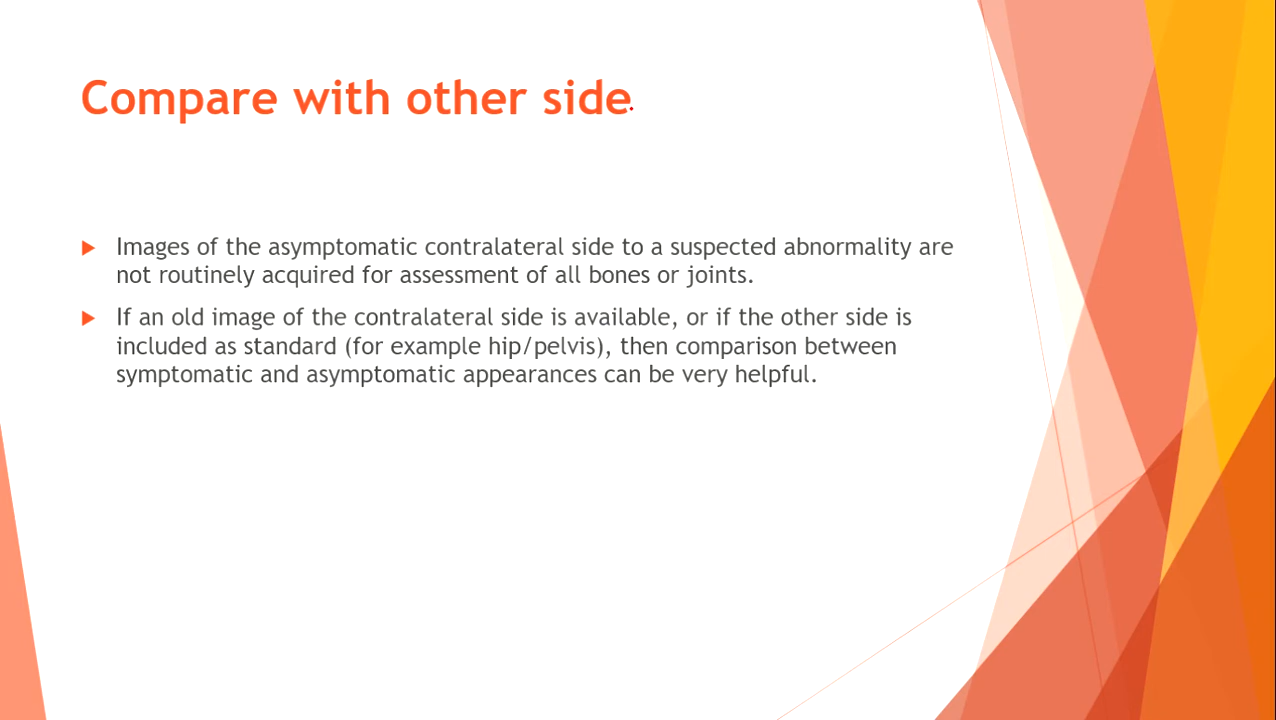 Compare with other side.
Images of the asymptomatic contralateral side to a suspected abnormality are
not routinely acquired for assessment of all bones or joints.
If an old image of the contralateral side is available, or if the other side is
included as standard (for example hip/pelvis), then comparison between
symptomatic and asymptomatic appearances can be very helpful.